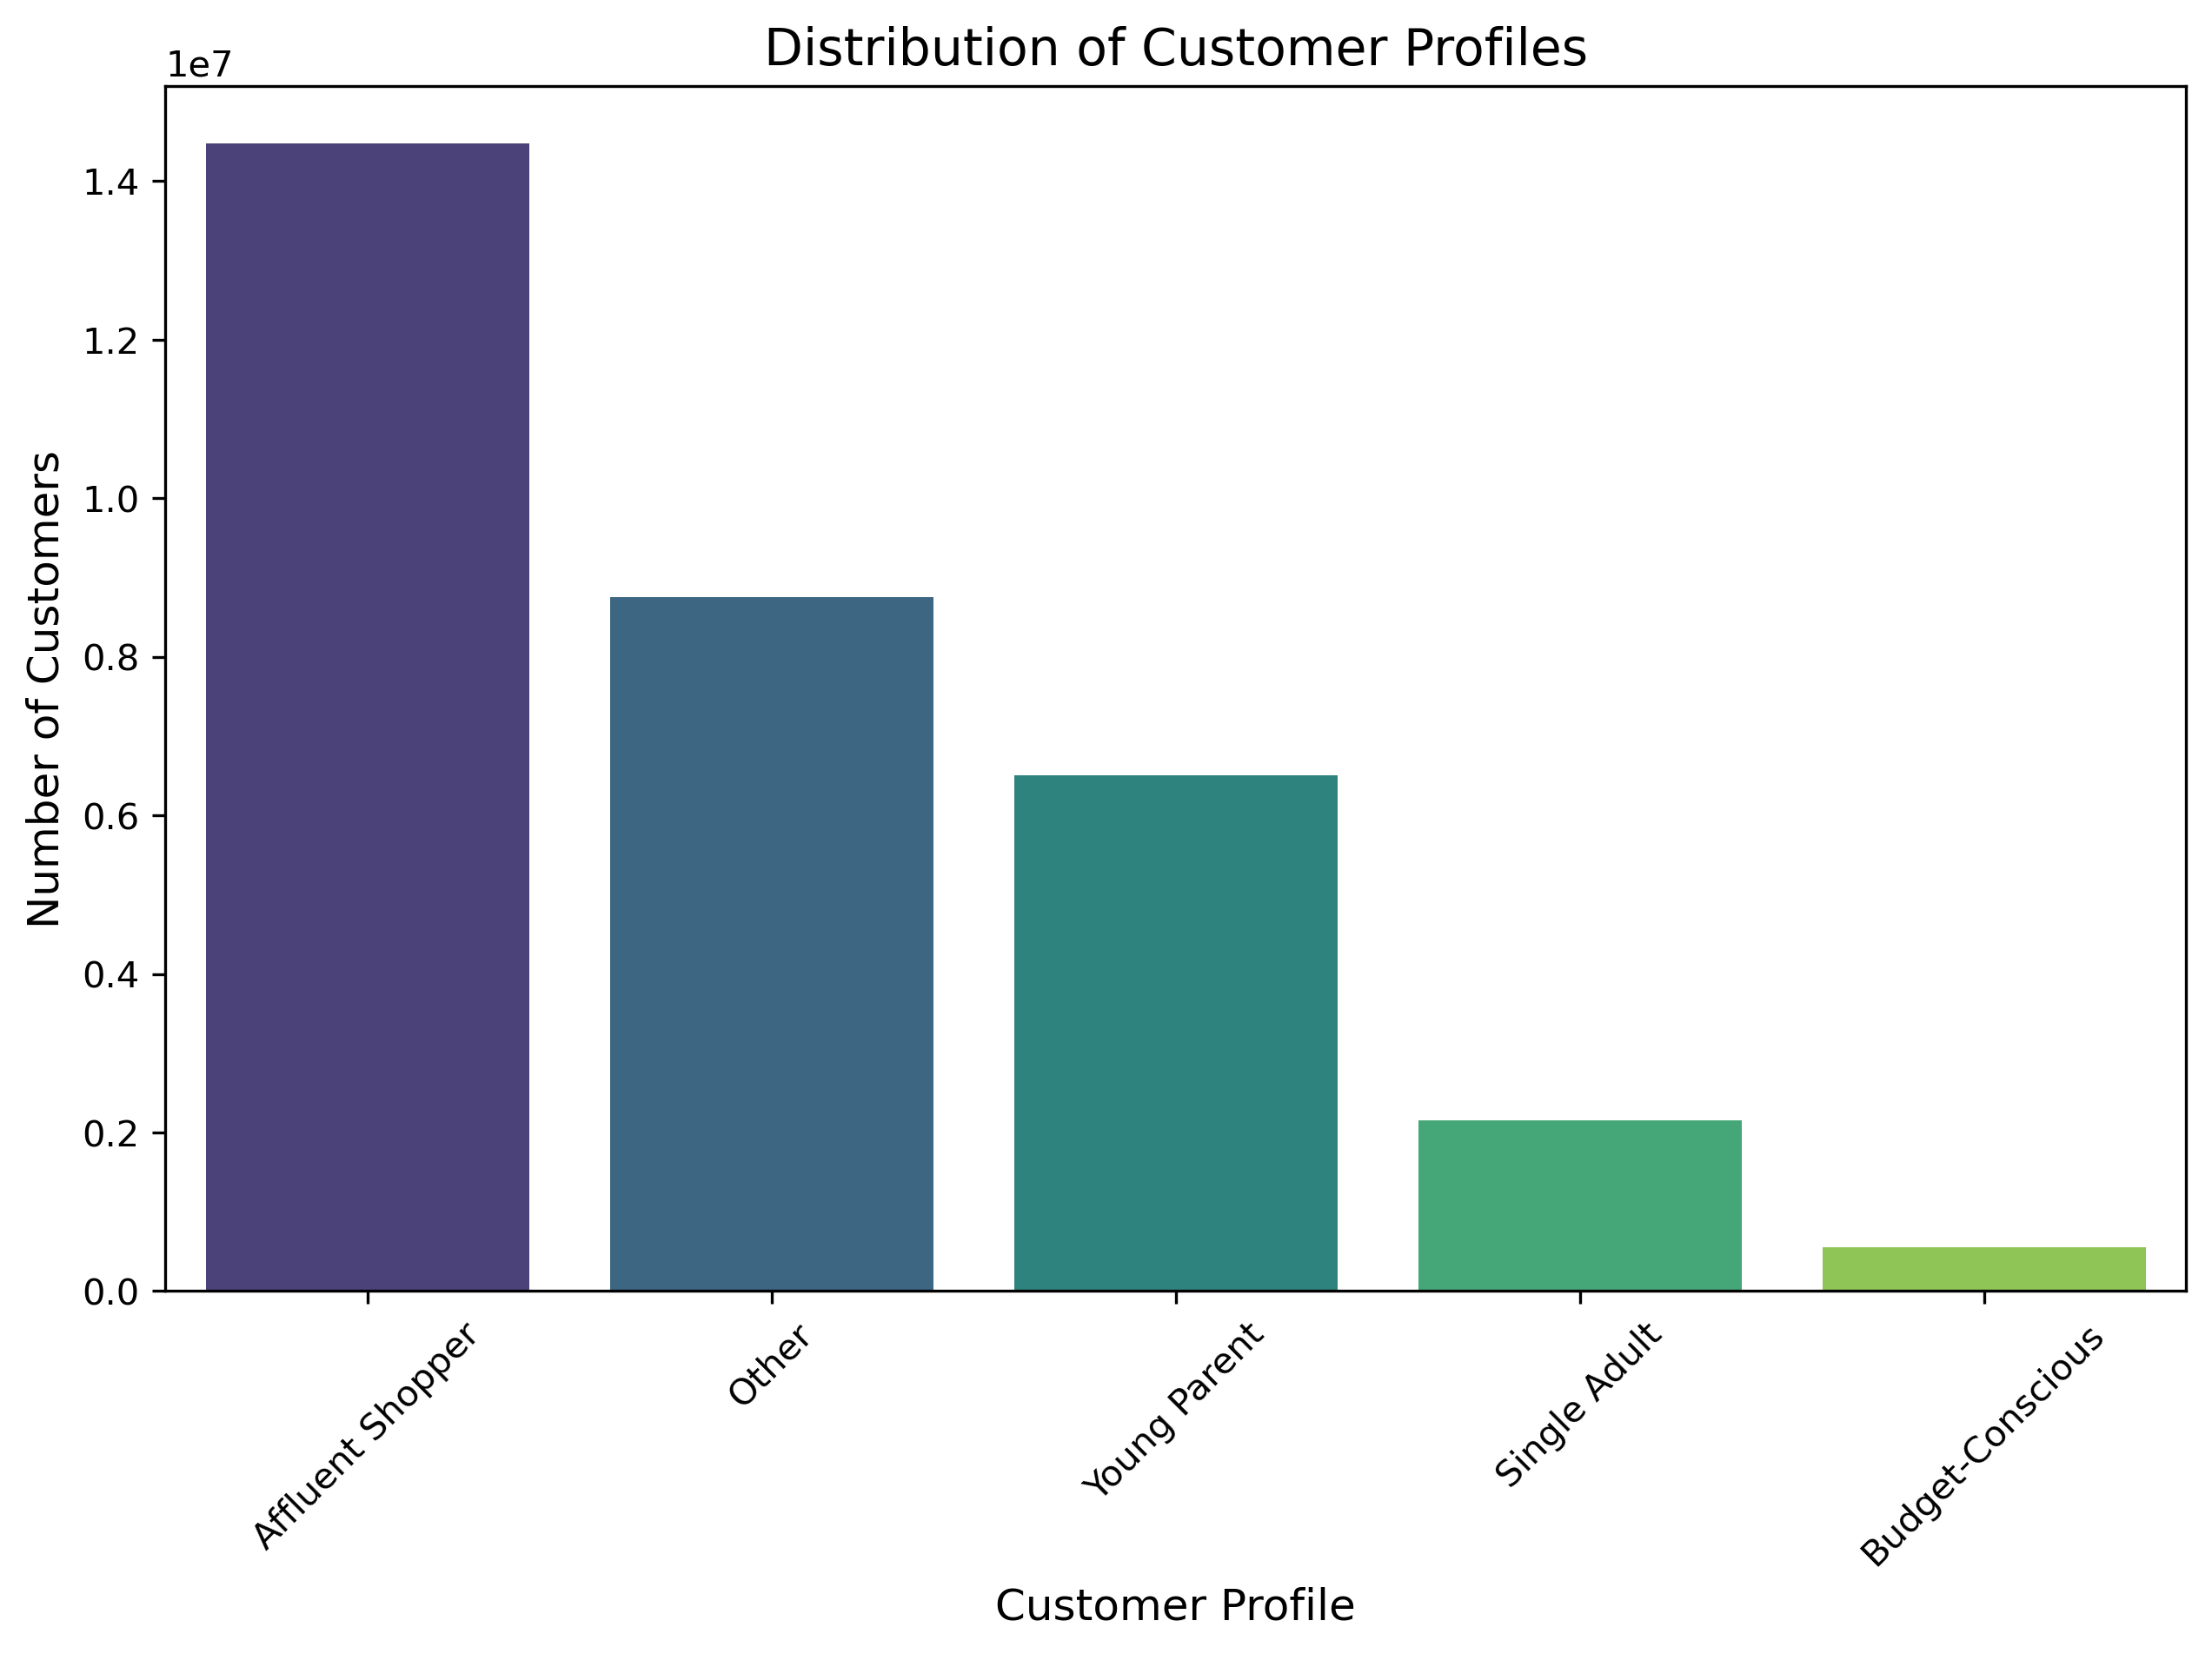 Distribution of Customer Profiles
1e7
1.4
1.2
1.0
0.8
0.6
0.4
0.2
0.0
Number of Customers
Affluent Shopper
Other
Young Parent
Single Adult
Budget-Conscious
Customer Profile